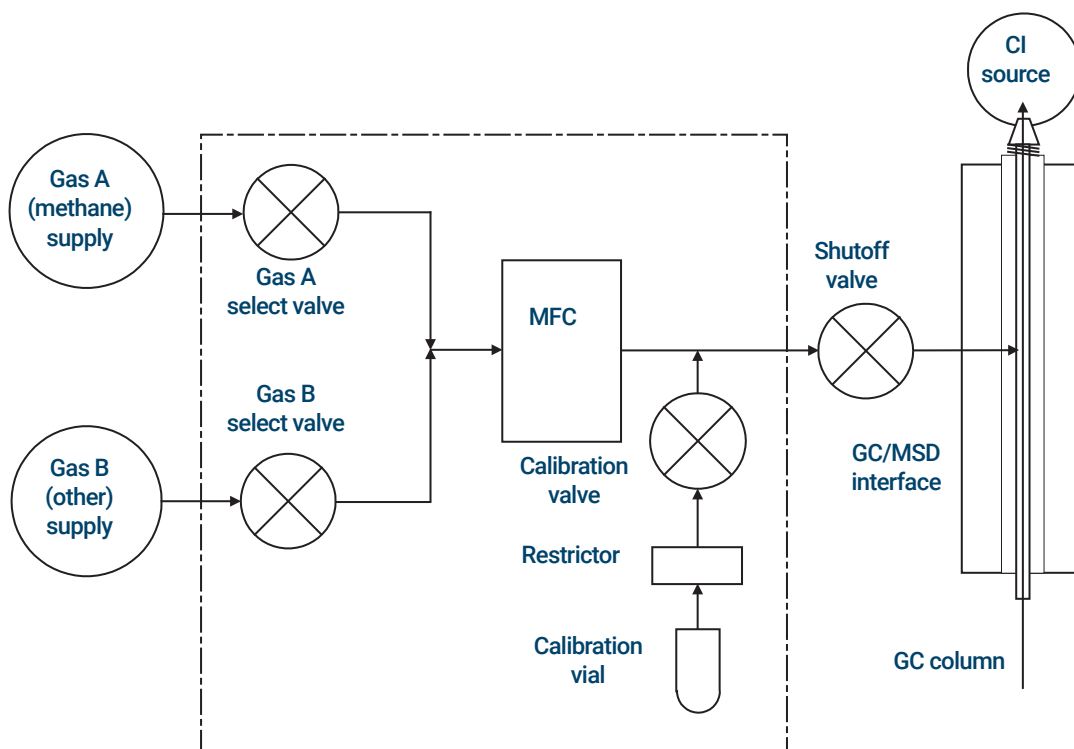 CI
source
Gas A
(methane)
supply
Gas A
select valve
Shutoff
valve
MFC
Gas B
select valve
Gas B
(other)
supply
Calibration
valve
GC/MSD
interface
Restrictor
Calibration
vial
GC column